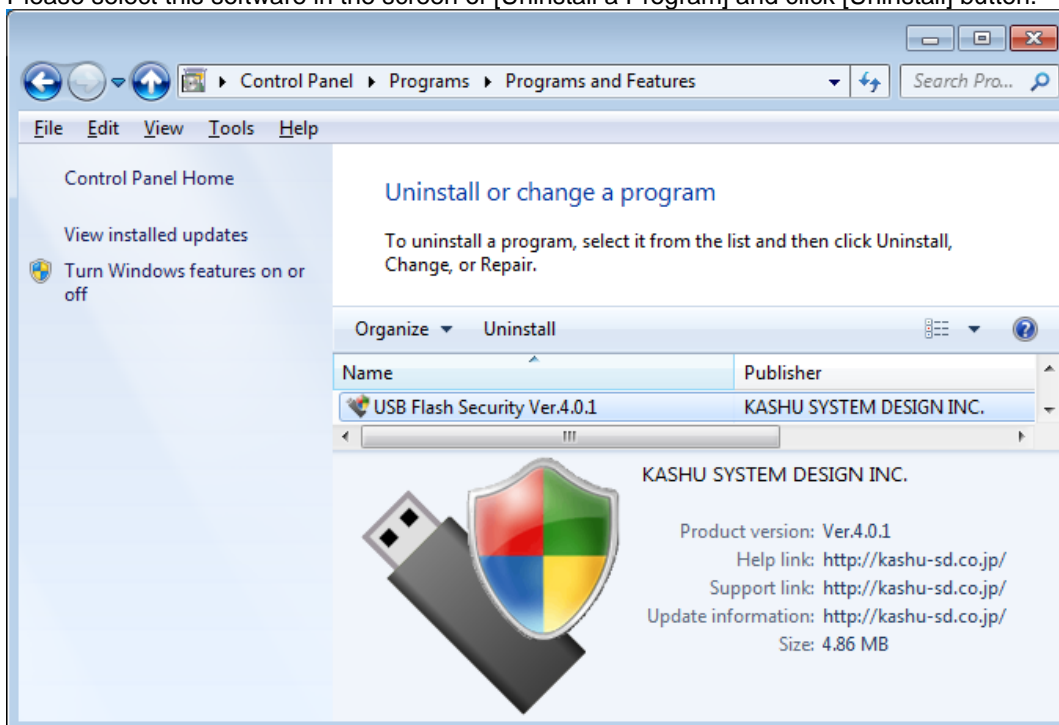 Please select this software in the screen of [Uninstall a Program] and click [Uninstall] button.
Control Panel ▸ Programs ▸ Programs and Features
Search Pro...
File Edit View Tools Help
Control Panel Home
View installed updates
Turn Windows features on or
off
Uninstall or change a program
To uninstall a program, select it from the list and then click Uninstall,
Change, or Repair.
Organize Uninstall
Name Publisher
USB Flash Security Ver.4.0.1 KASHU SYSTEM DESIGN INC.
KASHU SYSTEM DESIGN INC.
Product version: Ver.4.0.1
Help link: http://kashu-sd.co.jp/
Support link: http://kashu-sd.co.jp/
Update information: http://kashu-sd.co.jp/
Size: 4.86 MB